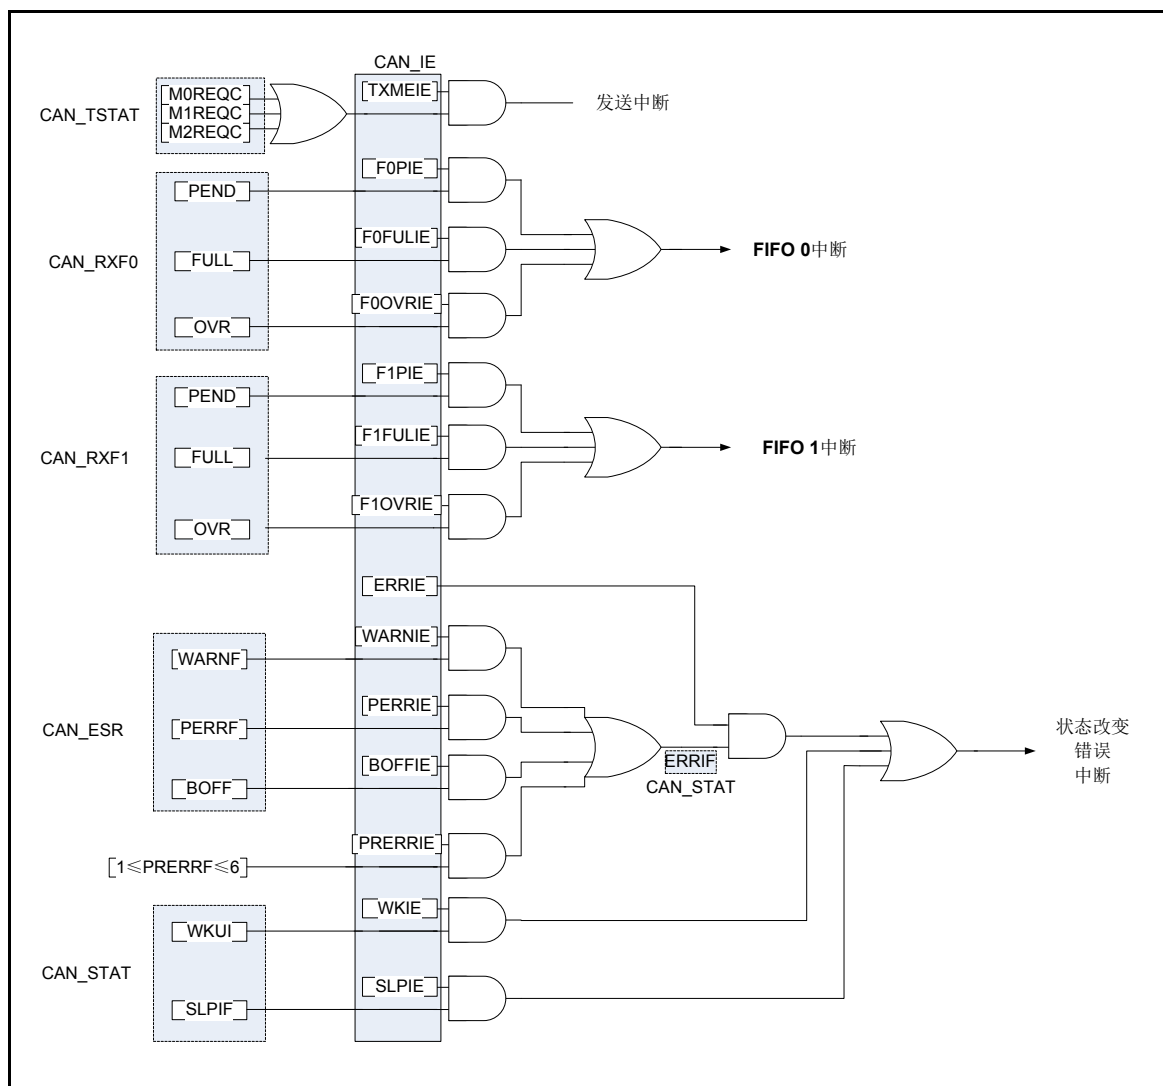 CAN_IE
CAN_TSTAT
M0REQC
M1REQC
M2REQC
TXMEIE
发送中断
CAN_RXF0
PEND
FULL
OVR
F0PIE
F0FULIE
F0OVRIE
FIFO 0中断
CAN_RXF1
PEND
FULL
OVR
F1PIE
F1FULIE
F1OVRIE
FIFO 1中断
ERRIE
CAN_ESR
WARNF
PERRF
BOFF
WARNIE
PERRIE
BOFFIE
ERRIF
CAN_STAT
状态改变
错误
中断
1≤PRERRF≤6
PRERRIE
CAN_STAT
WKUI
SLPIF
WKIE
SLPIE